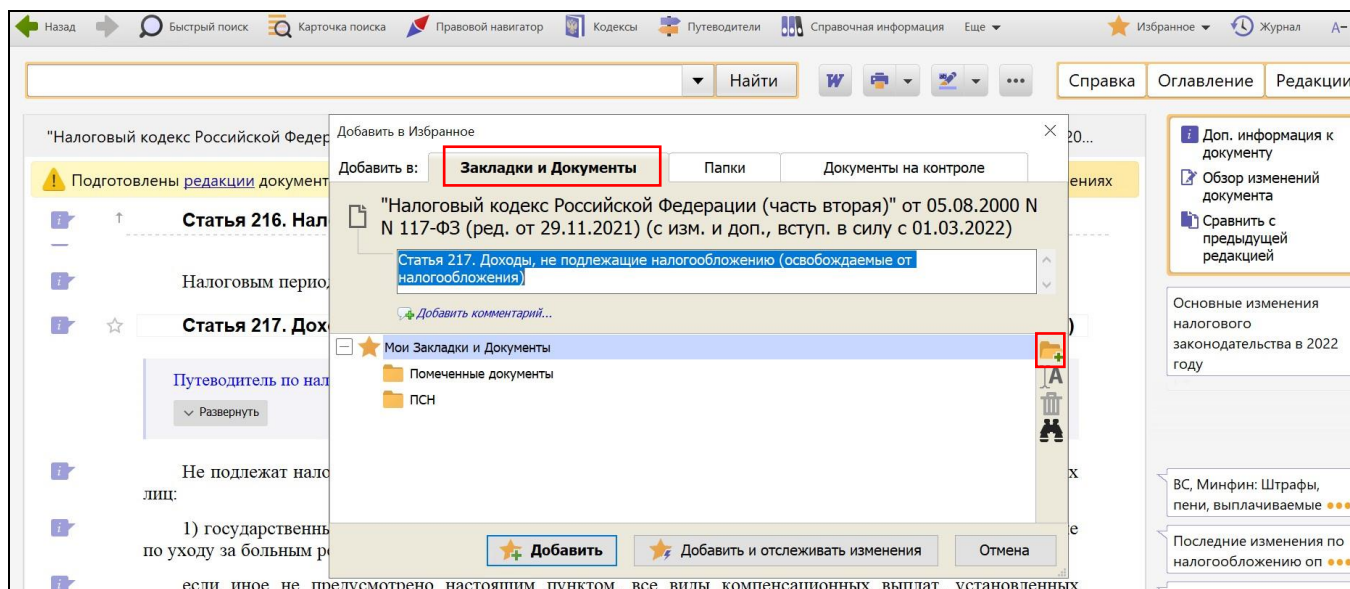 Назад Быстрый поиск Карточка поиска Правовой навигатор Кодексы Путеводители Справочная информация Еще Избранное Журнал A-
Найти W Справка Оглавление Редакции
"Налоговый кодекс Российской Федер
20...
Подготовлены редакции документ
ениях
Статья 216. Нал
Налоговым период
Статья 217. Дох
)
Путеводитель по нал
Развернуть
Не подлежат нало
х
лиц:
1) государственны
е
по уходу за больным р
если иное не предусмотрено настоящим пунктом, все виды компенсационных выплат, установленных
Добавить в Избранное
Добавить в: Закладки и Документы Папки Документы на контроле
"Налоговый кодекс Российской Федерации (часть вторая)" от 05.08.2000 N
N 117-ФЗ (ред. от 29.11.2021) (с изм. и доп., вступ. в силу с 01.03.2022)
Статья 217. Доходы, не подлежащие налогообложению (освобождаемые от
налогообложения)
Добавить комментарий...
Мои Закладки и Документы
Помеченные документы
ПСН
Добавить Добавить и отслеживать изменения Отмена
Доп. информация к
документу
Обзор изменений
документа
Сравнить с
предыдущей
редакцией
Основные изменения
налогового
законодательства в 2022
году
ВС, Минфин: Штрафы,
пени, выплачиваемые
Последние изменения по
налогообложению оп